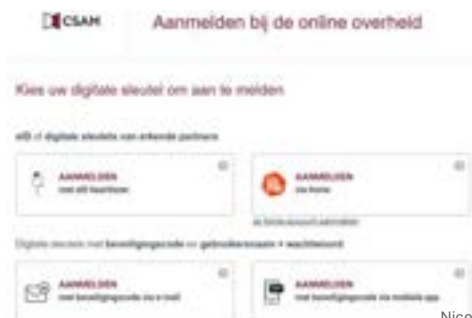 CSAM
Aanmelden bij de online overheid
Kies uw digitale sleutel om aan te melden
eID of digitale sleutels van erkende partners
AANMELDEN
met eID kaartlezer
AANMELDEN
via itsme
Digitale sleutels met beveiligingscode en gebruikersnaam + wachtwoord
AANMELDEN
met beveiligingscode via e-mail
AANMELDEN
met beveiligingscode via mobiele app
Nico